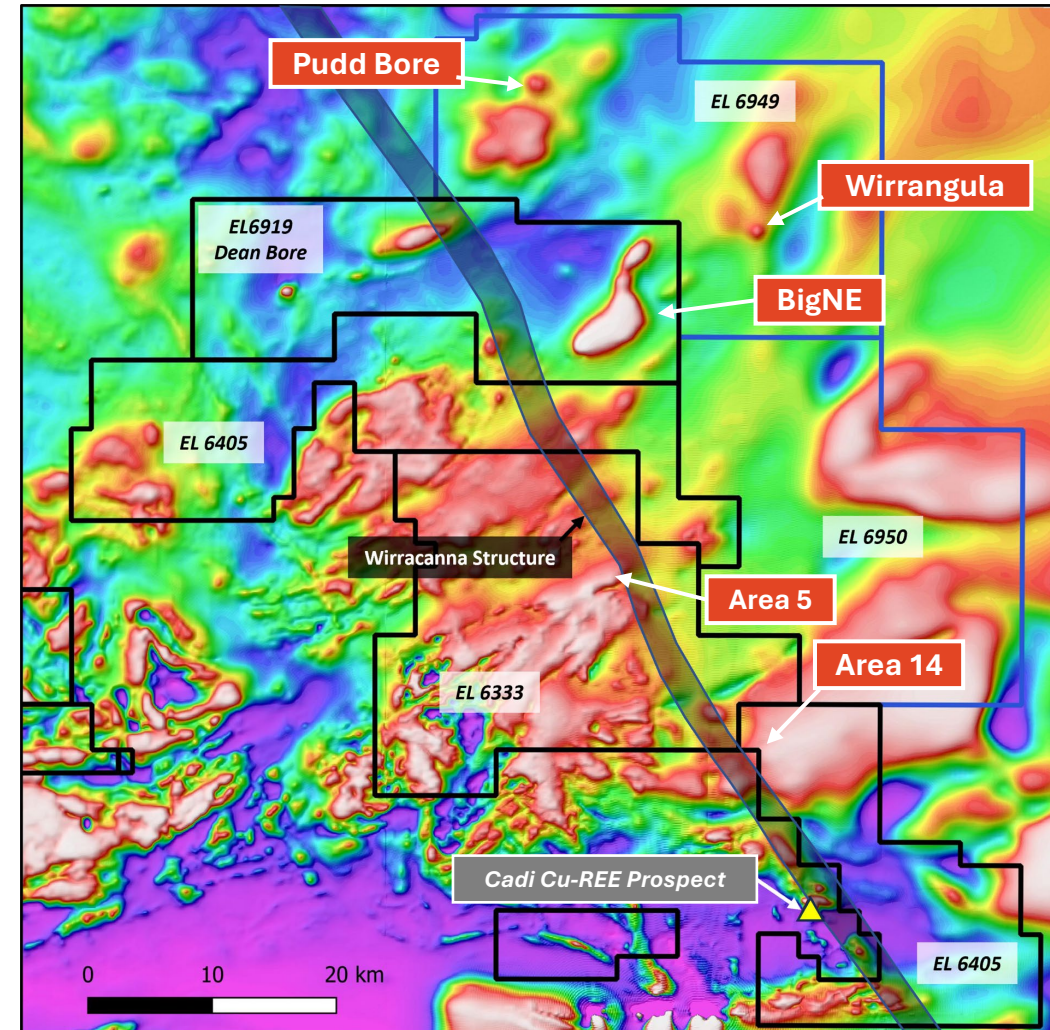 Pudd Bore
EL 6949
Wirrangula
EL6919
Dean Bore
BigNE
EL 6405
EL 6950
Wirracanna Structure
Area 5
Area 14
EL 6333
Cadi Cu-REE Prospect
EL 6405
0 10 20 km